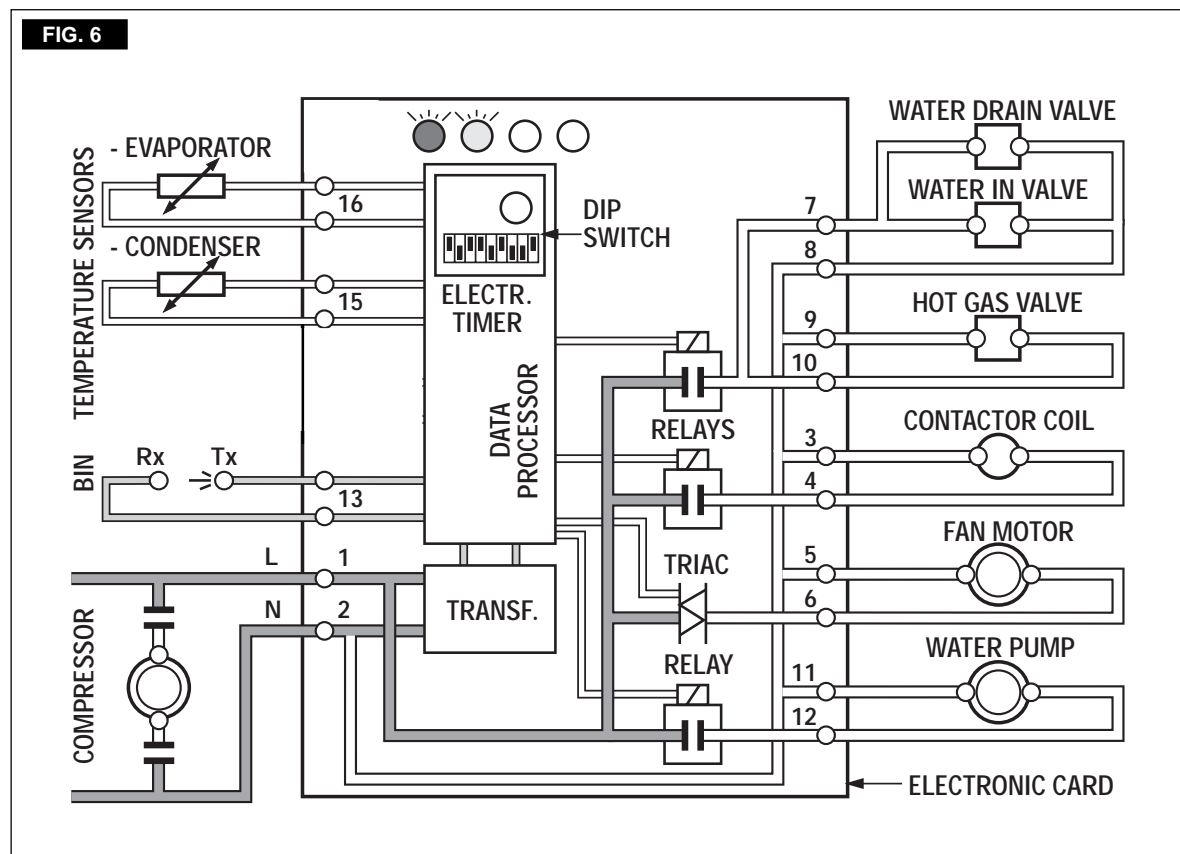 FIG. 6
TEMPERATURE SENSORS
- EVAPORATOR
16
- CONDENSER
15
BIN
Rx
Tx
13
L
1
N
2
COMPRESSOR
DIP
SWITCH
ELECTR.
TIMER
DATA
PROCESSOR
TRANSF.
RELAYS
TRIAC
RELAY
7
8
9
10
3
4
5
6
11
12
WATER DRAIN VALVE
WATER IN VALVE
HOT GAS VALVE
CONTACTOR COIL
FAN MOTOR
WATER PUMP
ELECTRONIC CARD